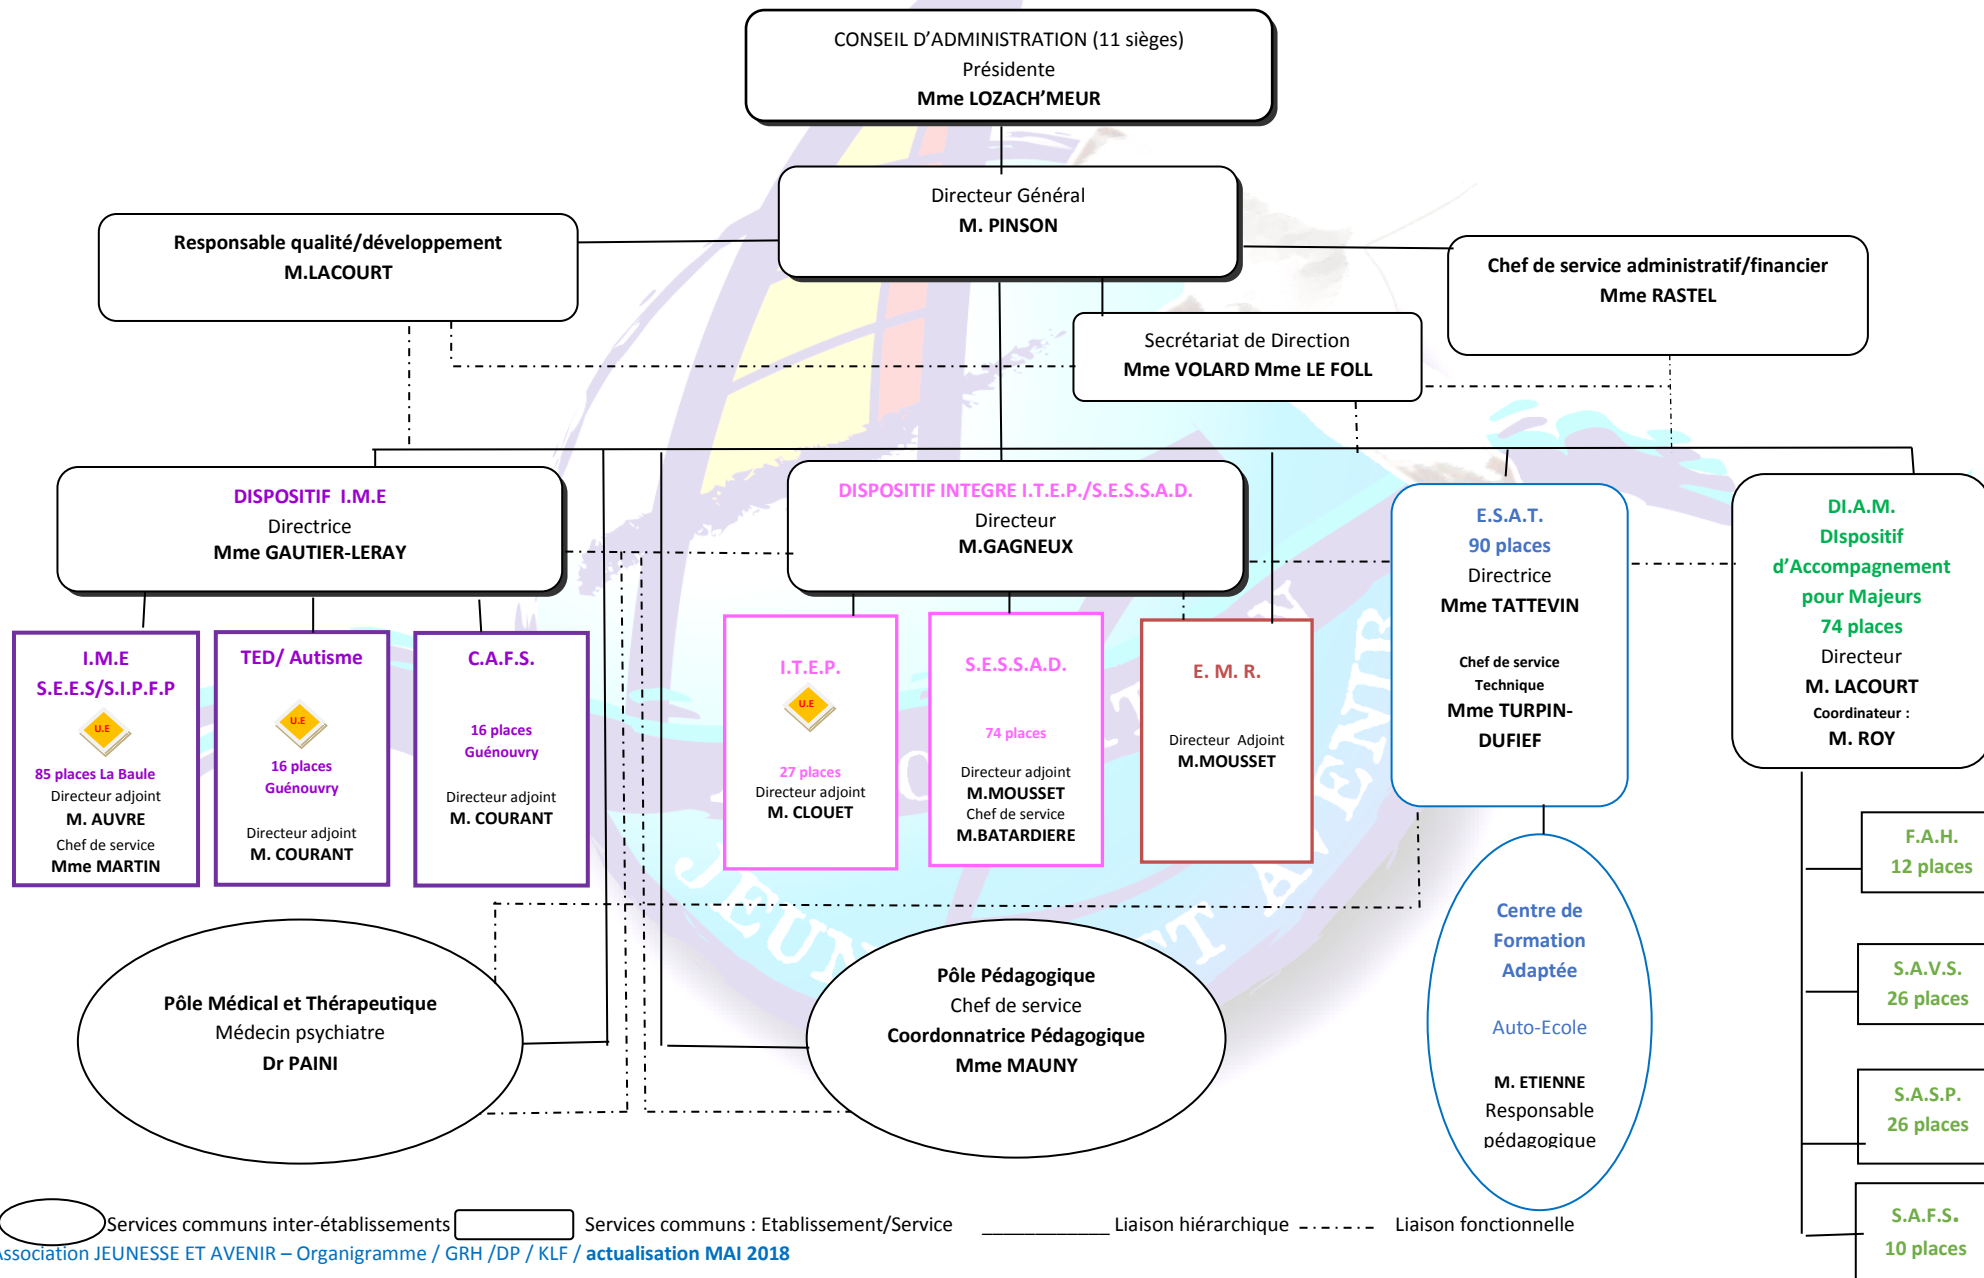 CONSEIL D'ADMINISTRATION (11 sièges)
Présidente
Mme LOZACH'MEUR
Directeur Général
M. PINSON
Responsable qualité/développement
M.LACOURT
Chef de service administratif/financier
Mme RASTEL
Secrétariat de Direction
Mme VOLARD Mme LE FOLL
DISPOSITIF I.M.E
Directrice
Mme GAUTIER-LERAY
DISPOSITIF INTEGRE I.T.E.P./S.E.S.S.A.D.
Directeur
M.GAGNEUX
E.S.A.T.
90 places
Directrice
Mme TATTEVIN
Chef de service
Technique
Mme TURPIN-
DUFIEF
DI.A.M.
DIspositif
d'Accompagnement
pour Majeurs
74 places
Directeur
M. LACOURT
Coordinateur :
M. ROY
I.M.E
S.E.E.S/S.I.P.F.P
U.E
85 places La Baule
Directeur adjoint
M. AUVRE
Chef de service
Mme MARTIN
TED/ Autisme
U.E
16 places
Guénouvry
Directeur adjoint
M. COURANT
C.A.F.S.
16 places
Guénouvry
Directeur adjoint
M. COURANT
I.T.E.P.
U.E
27 places
Directeur adjoint
M. CLOUET
S.E.S.S.A.D.
74 places
Directeur adjoint
M.MOUSSET
Chef de service
M.BATARDIERE
E. M. R.
Directeur Adjoint
M.MOUSSET
F.A.H.
12 places
S.A.V.S.
26 places
S.A.S.P.
26 places
S.A.F.S.
10 places
Centre de
Formation
Adaptée
Auto-Ecole
M. ETIENNE
Responsable
pédagogique
Pôle Médical et Thérapeutique
Médecin psychiatre
Dr PAINI
Pôle Pédagogique
Chef de service
Coordonnatrice Pédagogique
Mme MAUNY
JEUN ET AVENIR
Services communs inter-établissements Services communs : Etablissement/Service Liaison hiérarchique Liaison fonctionnelle
Association JEUNESSE ET AVENIR – Organigramme / GRH /DP / KLF / actualisation MAI 2018